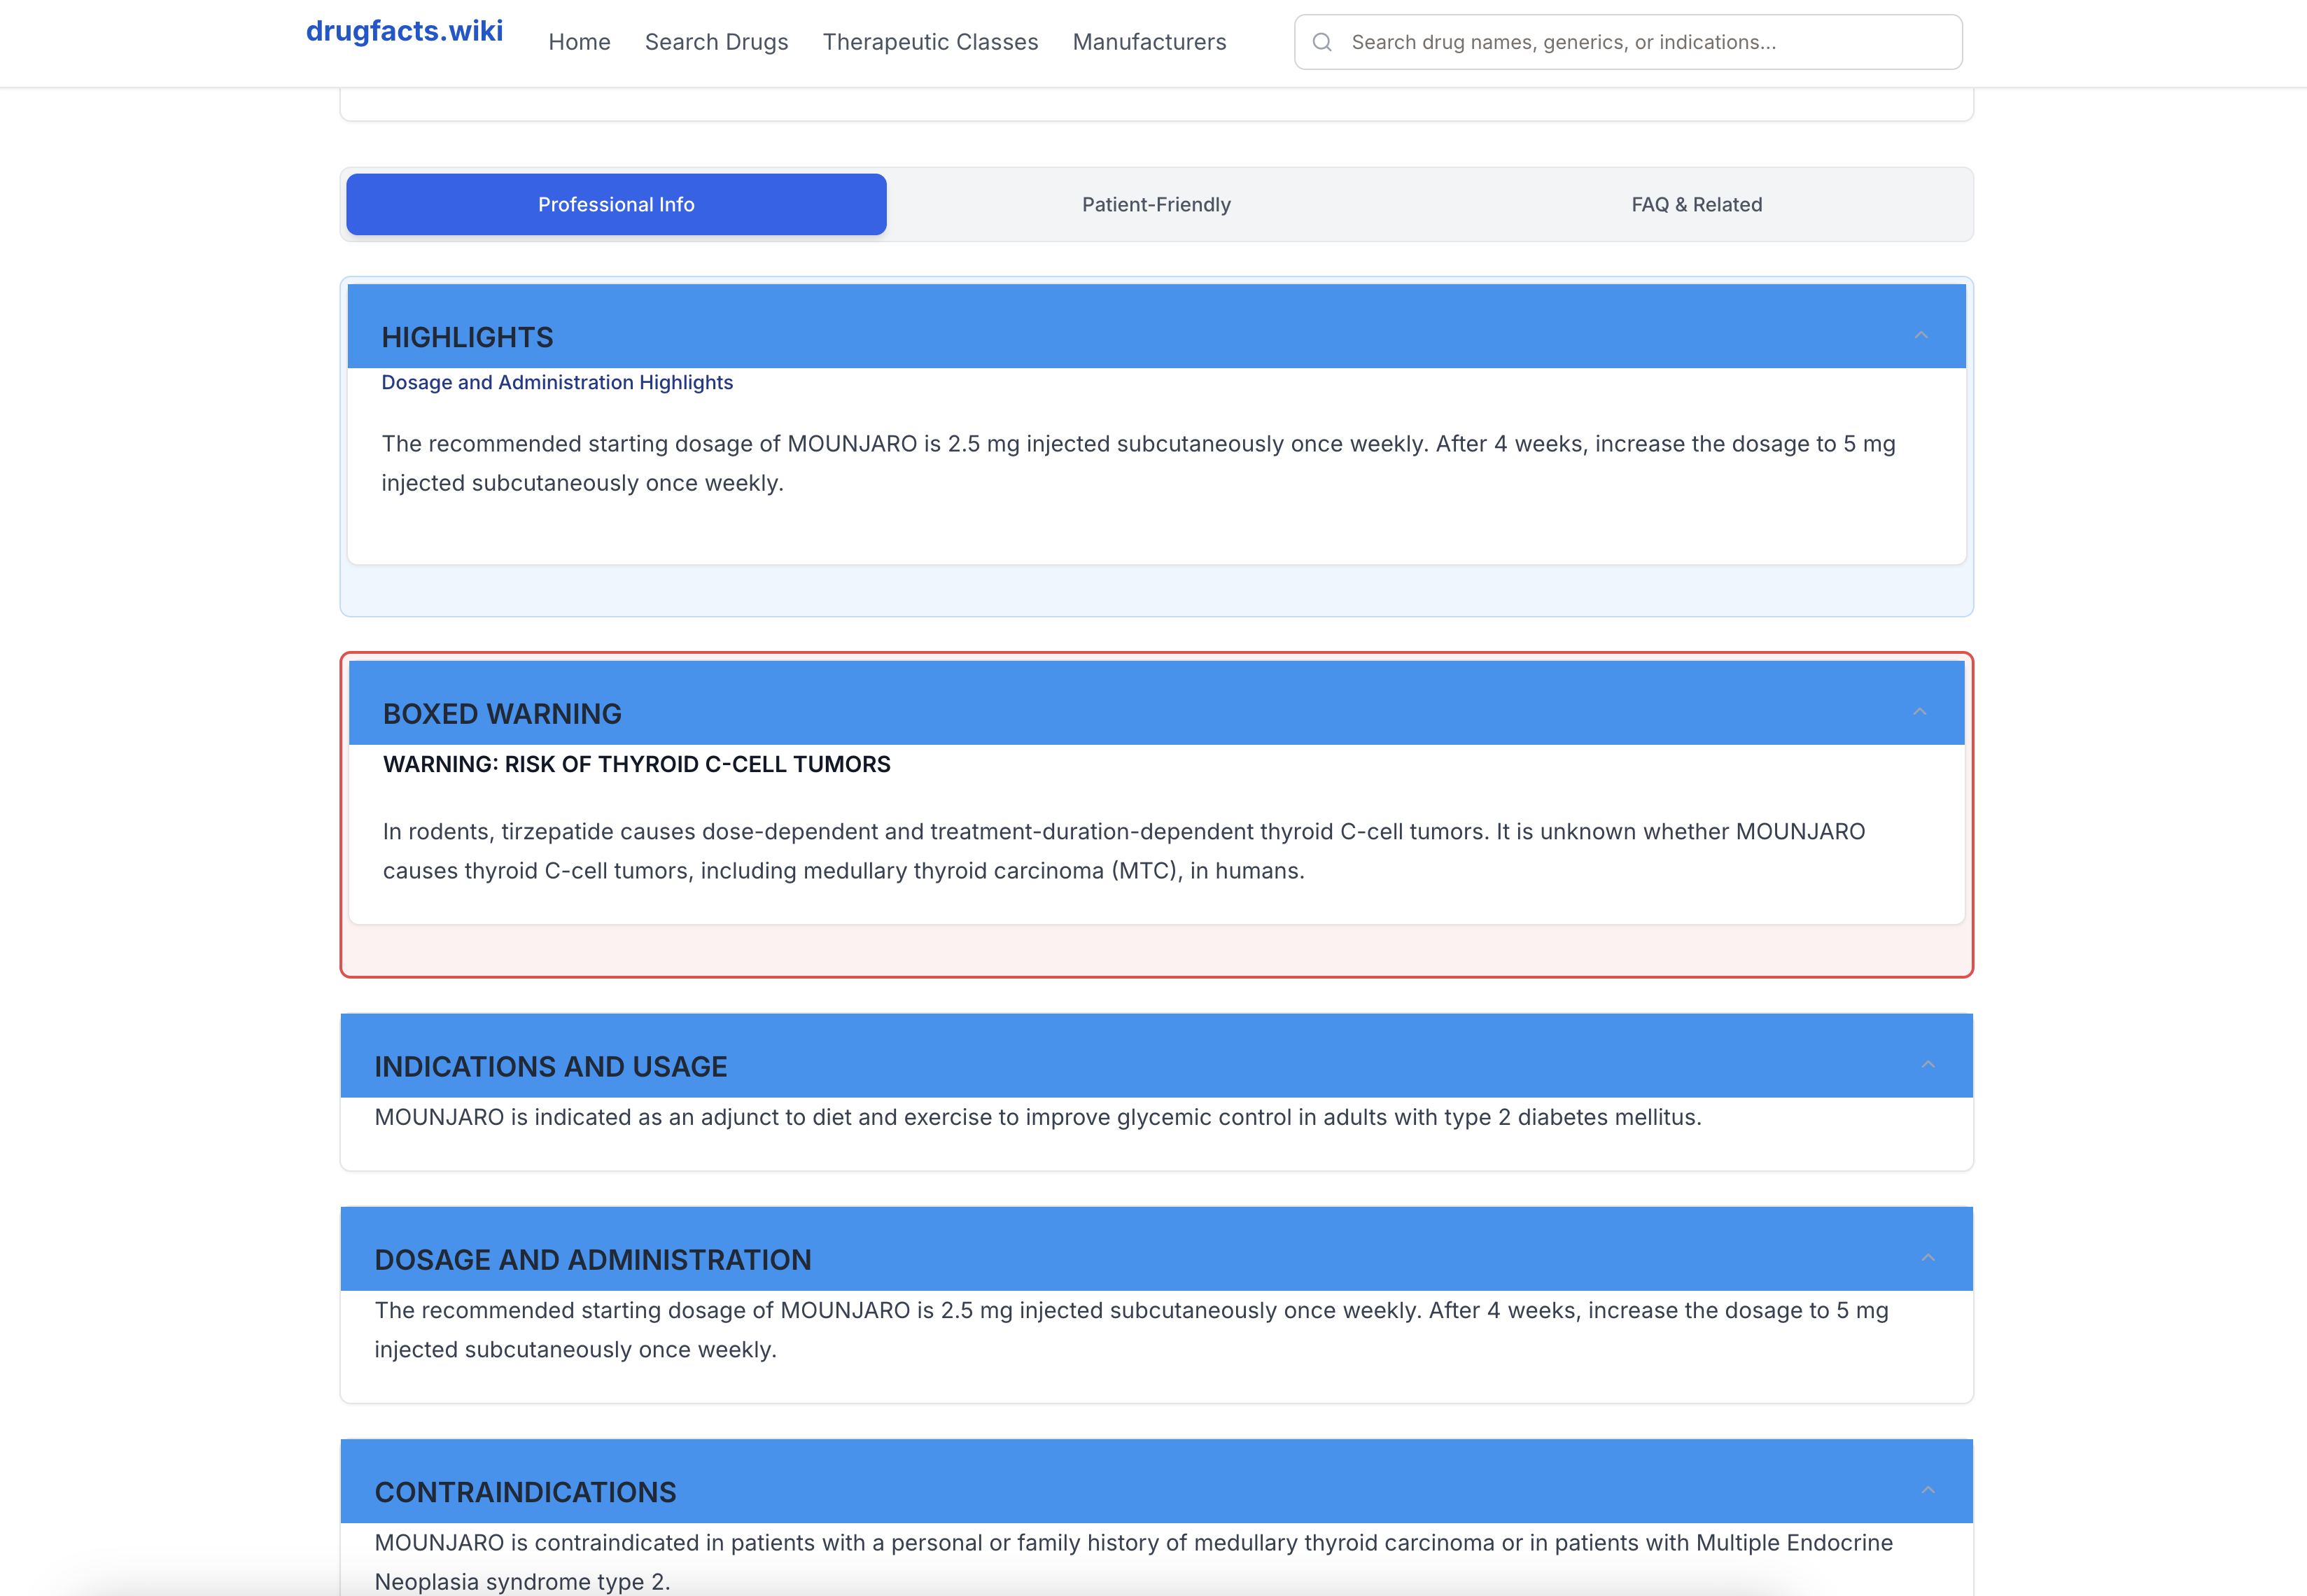 drugfacts.wiki
Home
Search Drugs
Therapeutic Classes
Manufacturers
Search drug names, generics, or indications...
Professional Info
Patient-Friendly
FAQ & Related
HIGHLIGHTS
Dosage and Administration Highlights
The recommended starting dosage of MOUNJARO is 2.5 mg injected subcutaneously once weekly. After 4 weeks, increase the dosage to 5 mg
injected subcutaneously once weekly.
BOXED WARNING
WARNING: RISK OF THYROID C-CELL TUMORS
In rodents, tirzepatide causes dose-dependent and treatment-duration-dependent thyroid C-cell tumors. It is unknown whether MOUNJARO
causes thyroid C-cell tumors, including medullary thyroid carcinoma (MTC), in humans.
INDICATIONS AND USAGE
MOUNJARO is indicated as an adjunct to diet and exercise to improve glycemic control in adults with type 2 diabetes mellitus.
DOSAGE AND ADMINISTRATION
The recommended starting dosage of MOUNJARO is 2.5 mg injected subcutaneously once weekly. After 4 weeks, increase the dosage to 5 mg
injected subcutaneously once weekly.
CONTRAINDICATIONS
MOUNJARO is contraindicated in patients with a personal or family history of medullary thyroid carcinoma or in patients with Multiple Endocrine
Neoplasia syndrome type 2.